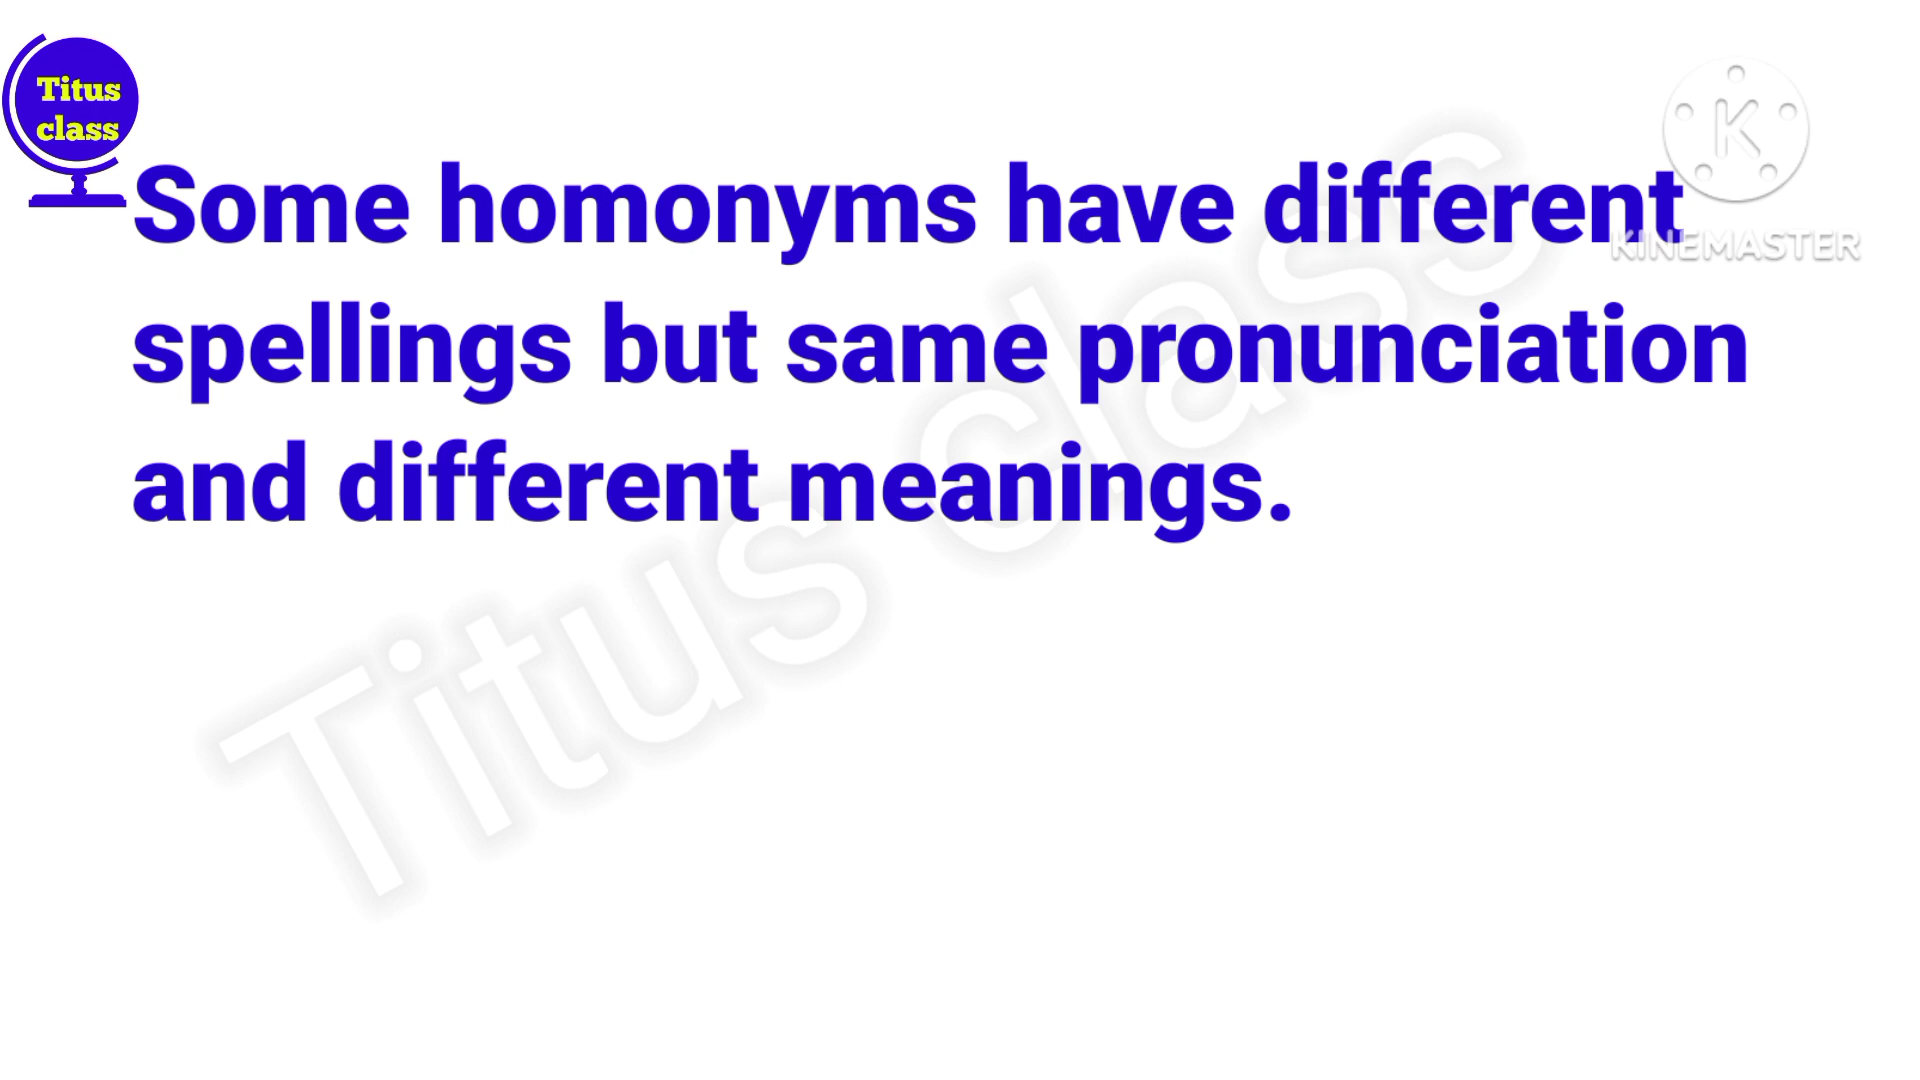 Titus
class
K
KINEMASTER
Some homonyms have different
spellings but same pronunciation
and different meanings.
Titus class